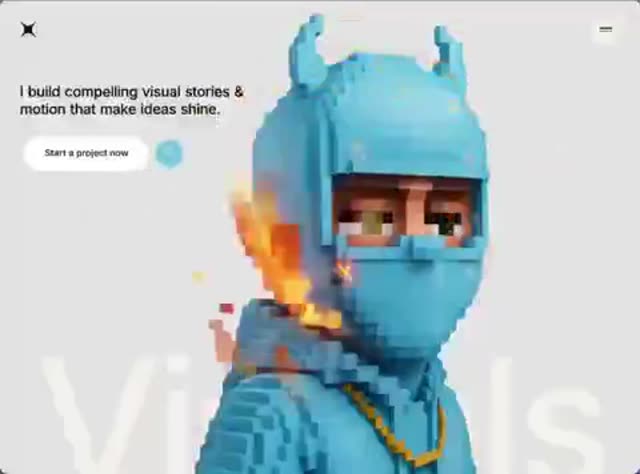 I build compelling visual stories &
motion that make ideas shine.
Start a project now